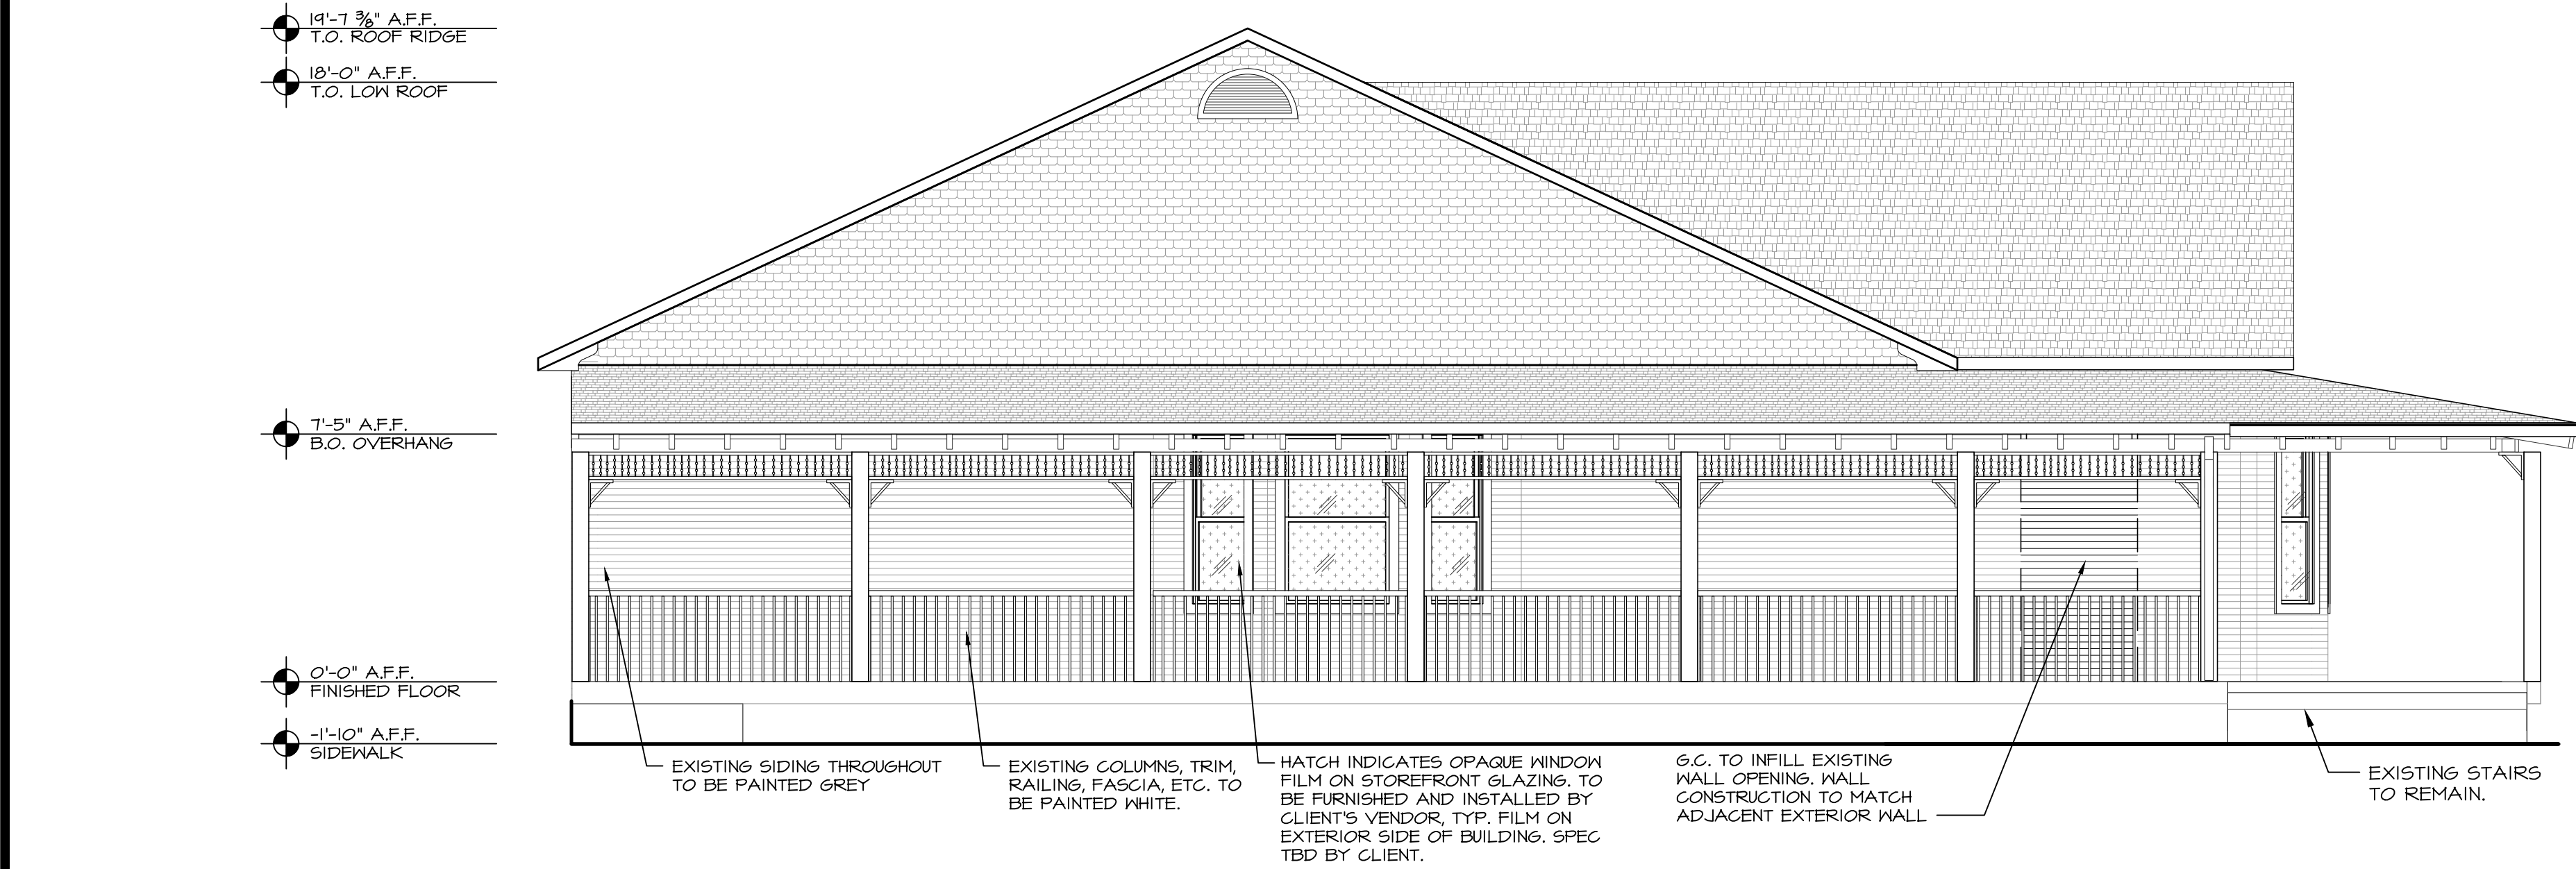 19'-7 3/8" A.F.F.
T.O. ROOF RIDGE
18'-0" A.F.F.
T.O. LOW ROOF
7'-5" A.F.F.
B.O. OVERHANG
0'-0" A.F.F.
FINISHED FLOOR
-1'-10" A.F.F.
SIDEWALK
EXISTING SIDING THROUGHOUT
TO BE PAINTED GREY
EXISTING COLUMNS, TRIM,
RAILING, FASCIA, ETC. TO
BE PAINTED WHITE.
HATCH INDICATES OPAQUE WINDOW
FILM ON STOREFRONT GLAZING. TO
BE FURNISHED AND INSTALLED BY
CLIENT'S VENDOR, TYP. FILM ON
EXTERIOR SIDE OF BUILDING. SPEC
TBD BY CLIENT.
G.C. TO INFILL EXISTING
WALL OPENING. WALL
CONSTRUCTION TO MATCH
ADJACENT EXTERIOR WALL
EXISTING STAIRS
TO REMAIN.